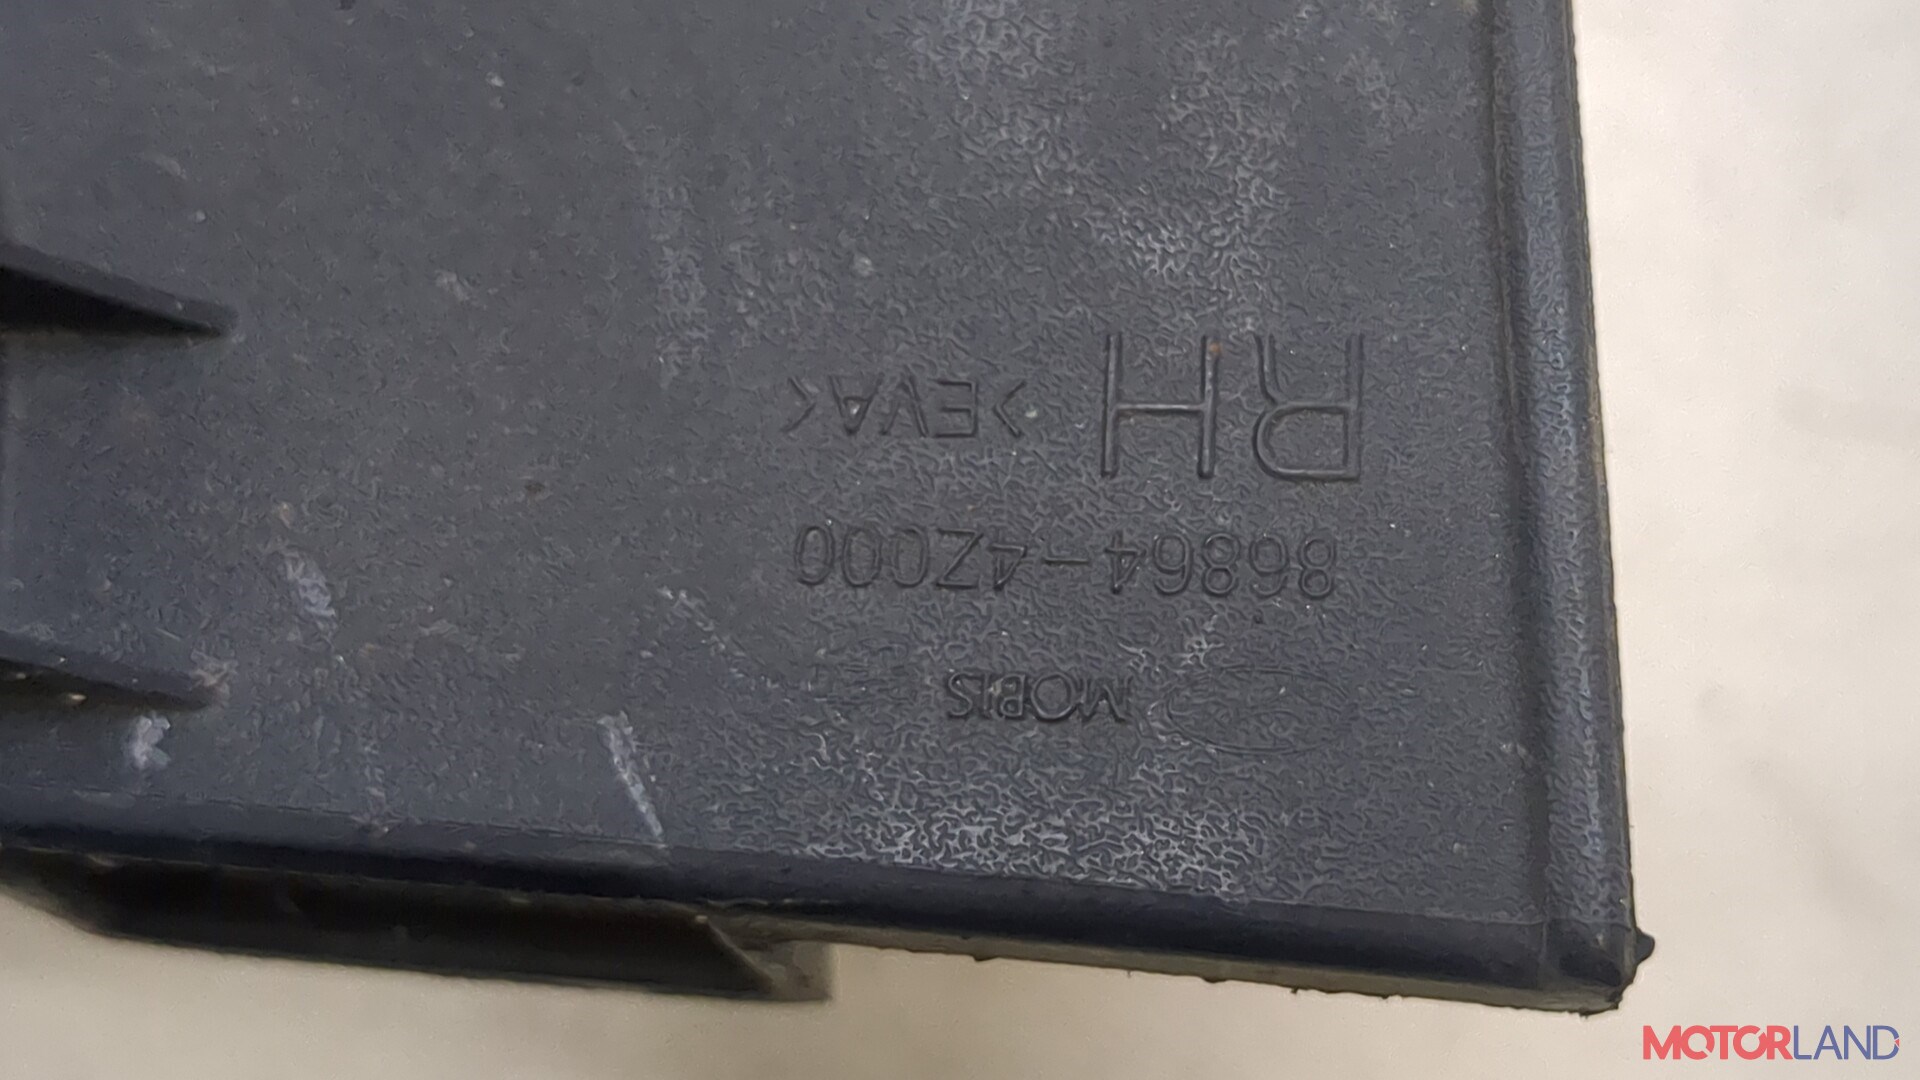 MOBIS
86864-4Z000
RH >EVA<
MOTORLAND